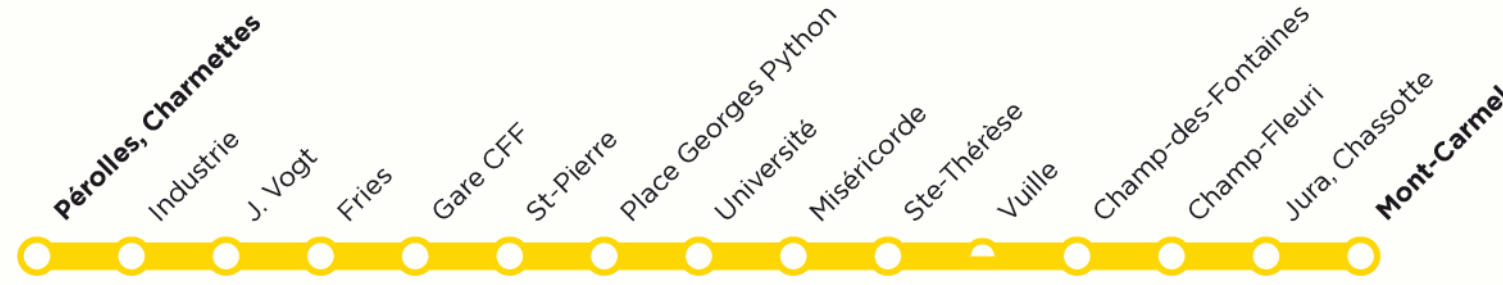 Pérolles, Charmettes
Industrie
J. Vogt
Fries
Gare CFF
St-Pierre
Place Georges Python
Université
Miséricorde
Ste-Thérèse
Vuille
Champ-des-Fontaines
Champ-Fleuri
Jura, Chassotte
Mont-Carmel